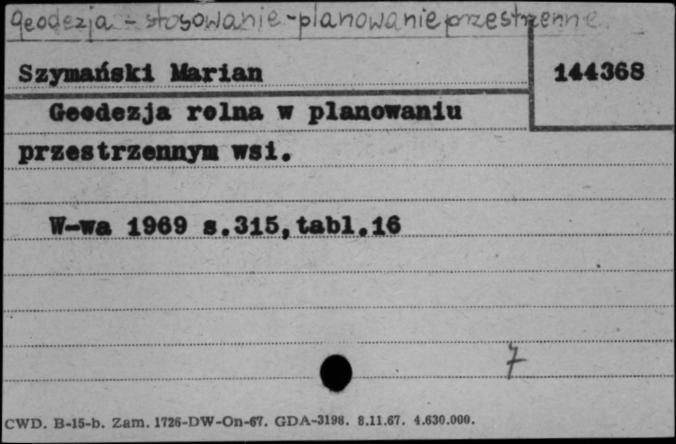 geodezja - stosowanie - planowanie przestrzenne
Szymański Marian
144368
Geodezja rolna w planowaniu
przestrzennym wsi.
W-wa 1969 s.315, tabl.16
7
CWD. B-15-b. Zam. 1726-DW-On-67. GDA-3198. 8.11.67. 4.630.000.